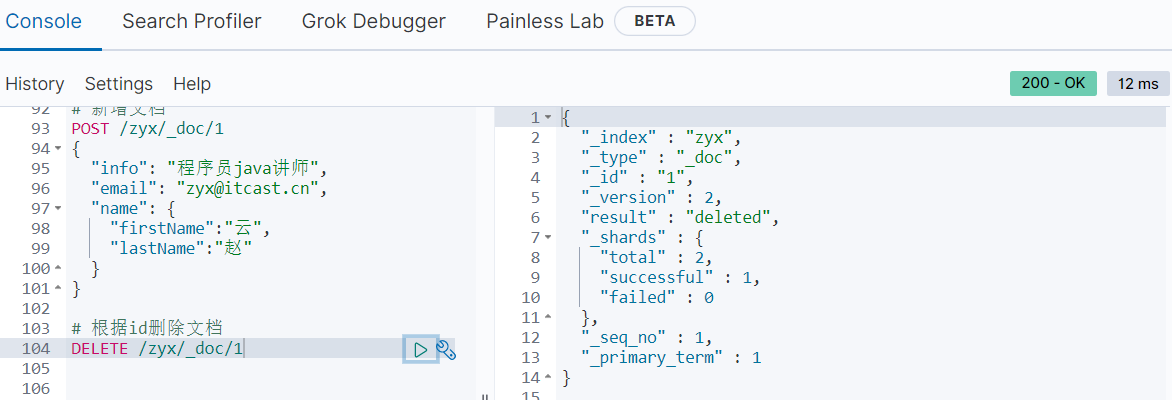 Console Search Profiler Grok Debugger Painless Lab BETA
History Settings Help 200 - OK 12 ms
92 # 新增文档
93 POST /zyx/_doc/1
94 {
95 "info": "程序员java讲师",
96 "email": "zyx@itcast.cn",
97 "name": {
98 "firstName":"云",
99 "lastName":"赵"
100 }
101 }
102
103 # 根据id删除文档
104 DELETE /zyx/_doc/1
105
106
1 {
2 "_index" : "zyx",
3 "_type" : "_doc",
4 "_id" : "1",
5 "_version" : 2,
6 "result" : "deleted",
7 "_shards" : {
8 "total" : 2,
9 "successful" : 1,
10 "failed" : 0
11 },
12 "_seq_no" : 1,
13 "_primary_term" : 1
14 }
15